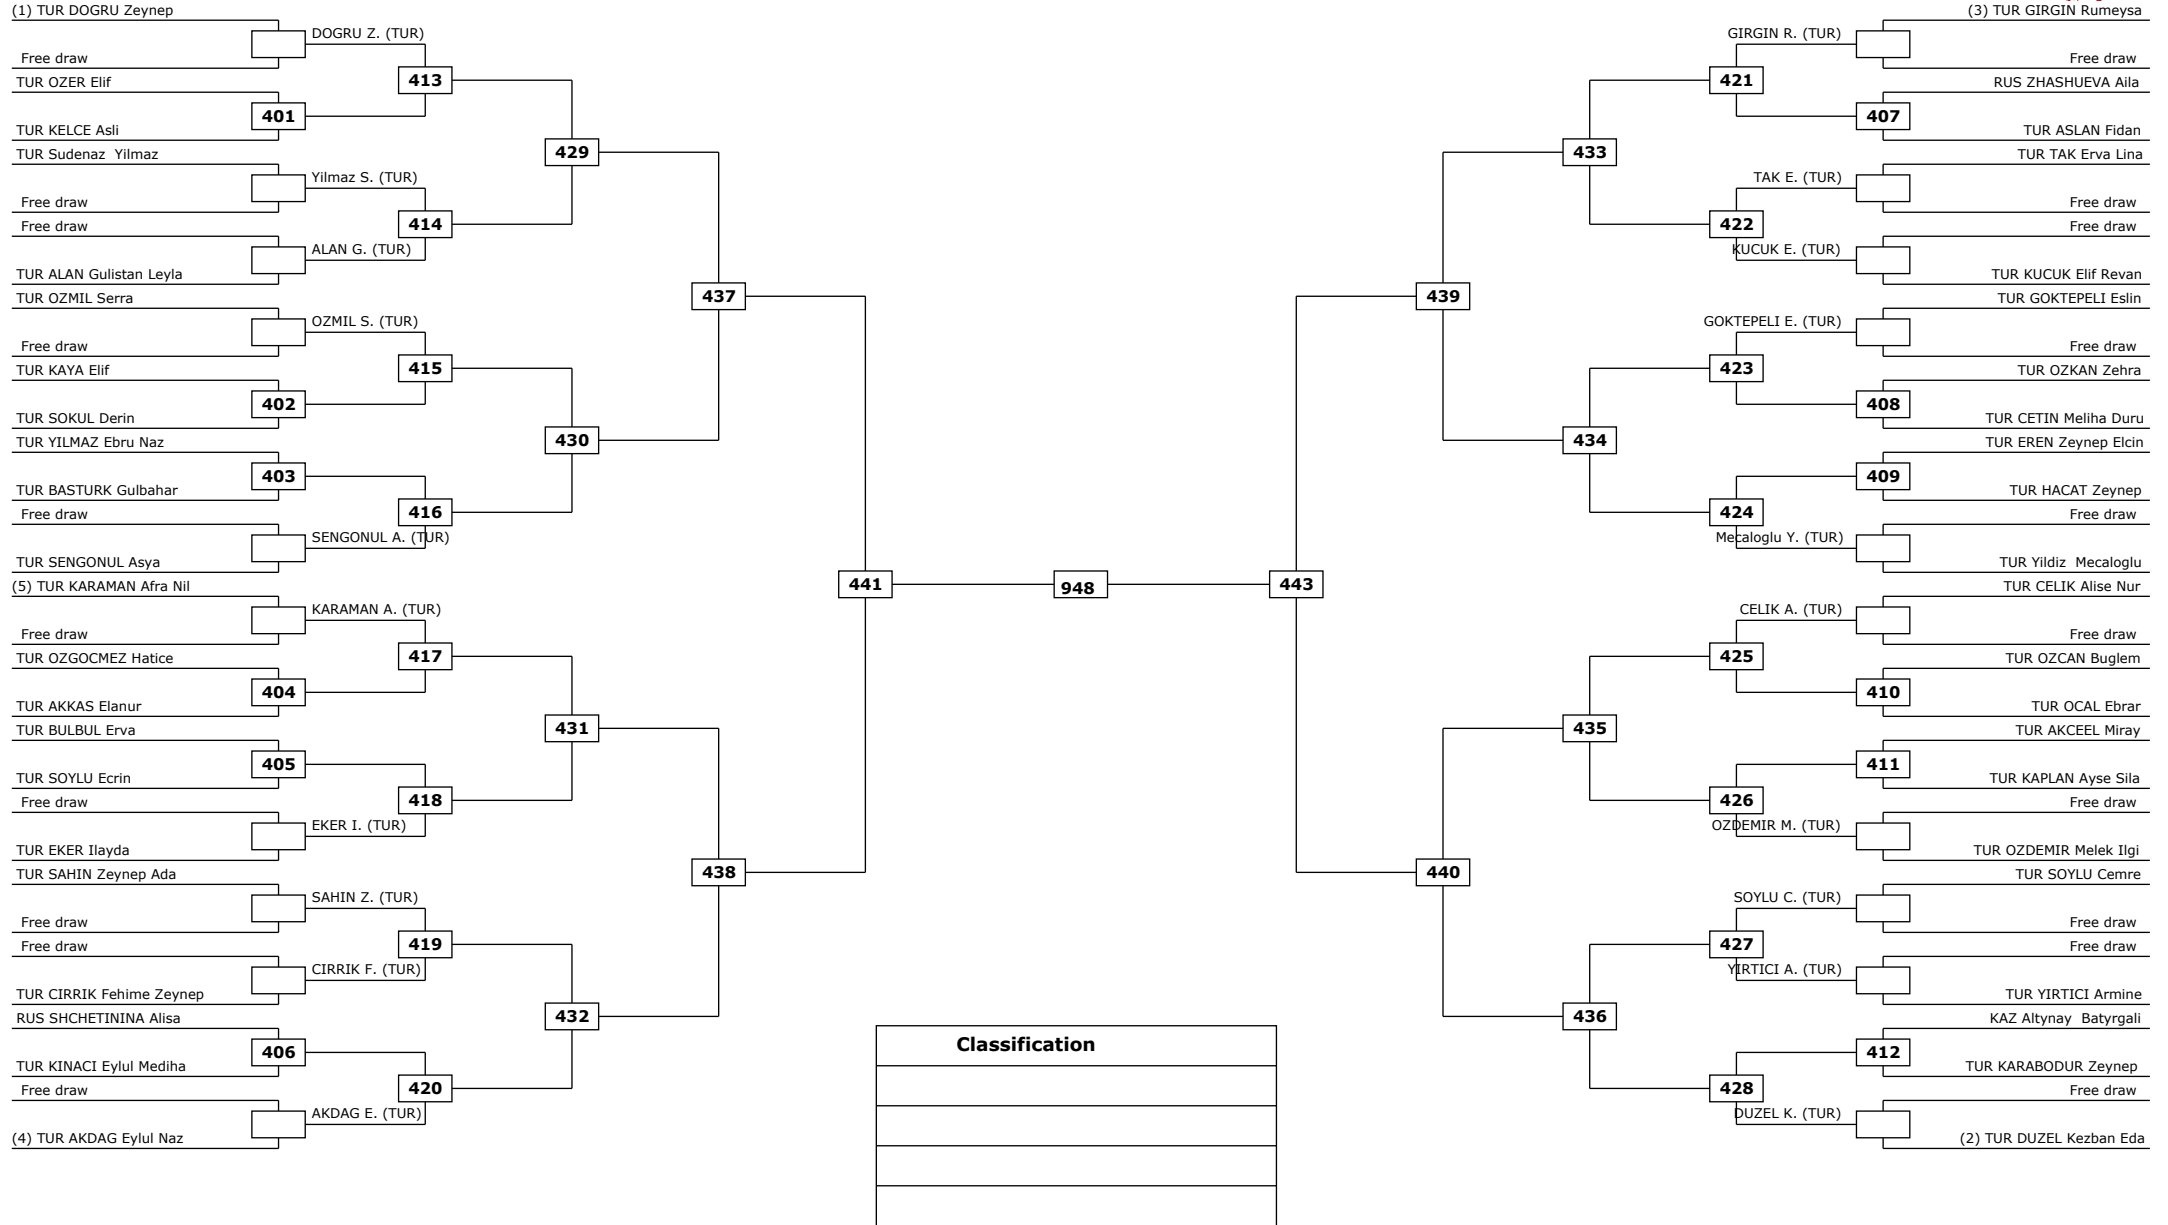 (1) TUR DOGRU Zeynep
DOGRU Z. (TUR)
Free draw
413
TUR OZER Elif
401
TUR KELCE Asli
429
TUR Sudenaz  Yilmaz
Yilmaz S. (TUR)
Free draw
414
Free draw
ALAN G. (TUR)
TUR ALAN Gulistan Leyla
437
TUR OZMIL Serra
OZMIL S. (TUR)
Free draw
415
TUR KAYA Elif
402
TUR SOKUL Derin
430
TUR YILMAZ Ebru Naz
403
TUR BASTURK Gulbahar
416
Free draw
SENGONUL A. (TUR)
TUR SENGONUL Asya
441
(5) TUR KARAMAN Afra Nil
KARAMAN A. (TUR)
Free draw
417
TUR OZGOCMEZ Hatice
404
TUR AKKAS Elanur
431
TUR BULBUL Erva
405
TUR SOYLU Ecrin
418
Free draw
EKER I. (TUR)
TUR EKER Ilayda
438
TUR SAHIN Zeynep Ada
SAHIN Z. (TUR)
Free draw
419
Free draw
CIRRIK F. (TUR)
TUR CIRRIK Fehime Zeynep
432
RUS SHCHETININA Alisa
406
TUR KINACI Eylul Mediha
420
Free draw
AKDAG E. (TUR)
(4) TUR AKDAG Eylul Naz
948
Classification
(3) TUR GIRGIN Rumeysa
GIRGIN R. (TUR)
Free draw
421
RUS ZHASHUEVA Aila
407
TUR ASLAN Fidan
433
TUR TAK Erva Lina
TAK E. (TUR)
Free draw
422
Free draw
KUCUK E. (TUR)
TUR KUCUK Elif Revan
439
TUR GOKTEPELI Eslin
GOKTEPELI E. (TUR)
Free draw
423
TUR OZKAN Zehra
408
TUR CETIN Meliha Duru
434
TUR EREN Zeynep Elcin
409
TUR HACAT Zeynep
424
Free draw
Mecaloglu Y. (TUR)
TUR Yildiz  Mecaloglu
443
TUR CELIK Alise Nur
CELIK A. (TUR)
Free draw
425
TUR OZCAN Buglem
410
TUR OCAL Ebrar
435
TUR AKCEEL Miray
411
TUR KAPLAN Ayse Sila
426
Free draw
OZDEMIR M. (TUR)
TUR OZDEMIR Melek Ilgi
440
TUR SOYLU Cemre
SOYLU C. (TUR)
Free draw
427
Free draw
YIRTICI A. (TUR)
TUR YIRTICI Armine
436
KAZ Altynay  Batyrgali
412
TUR KARABODUR Zeynep
428
Free draw
DUZEL K. (TUR)
(2) TUR DUZEL Kezban Eda